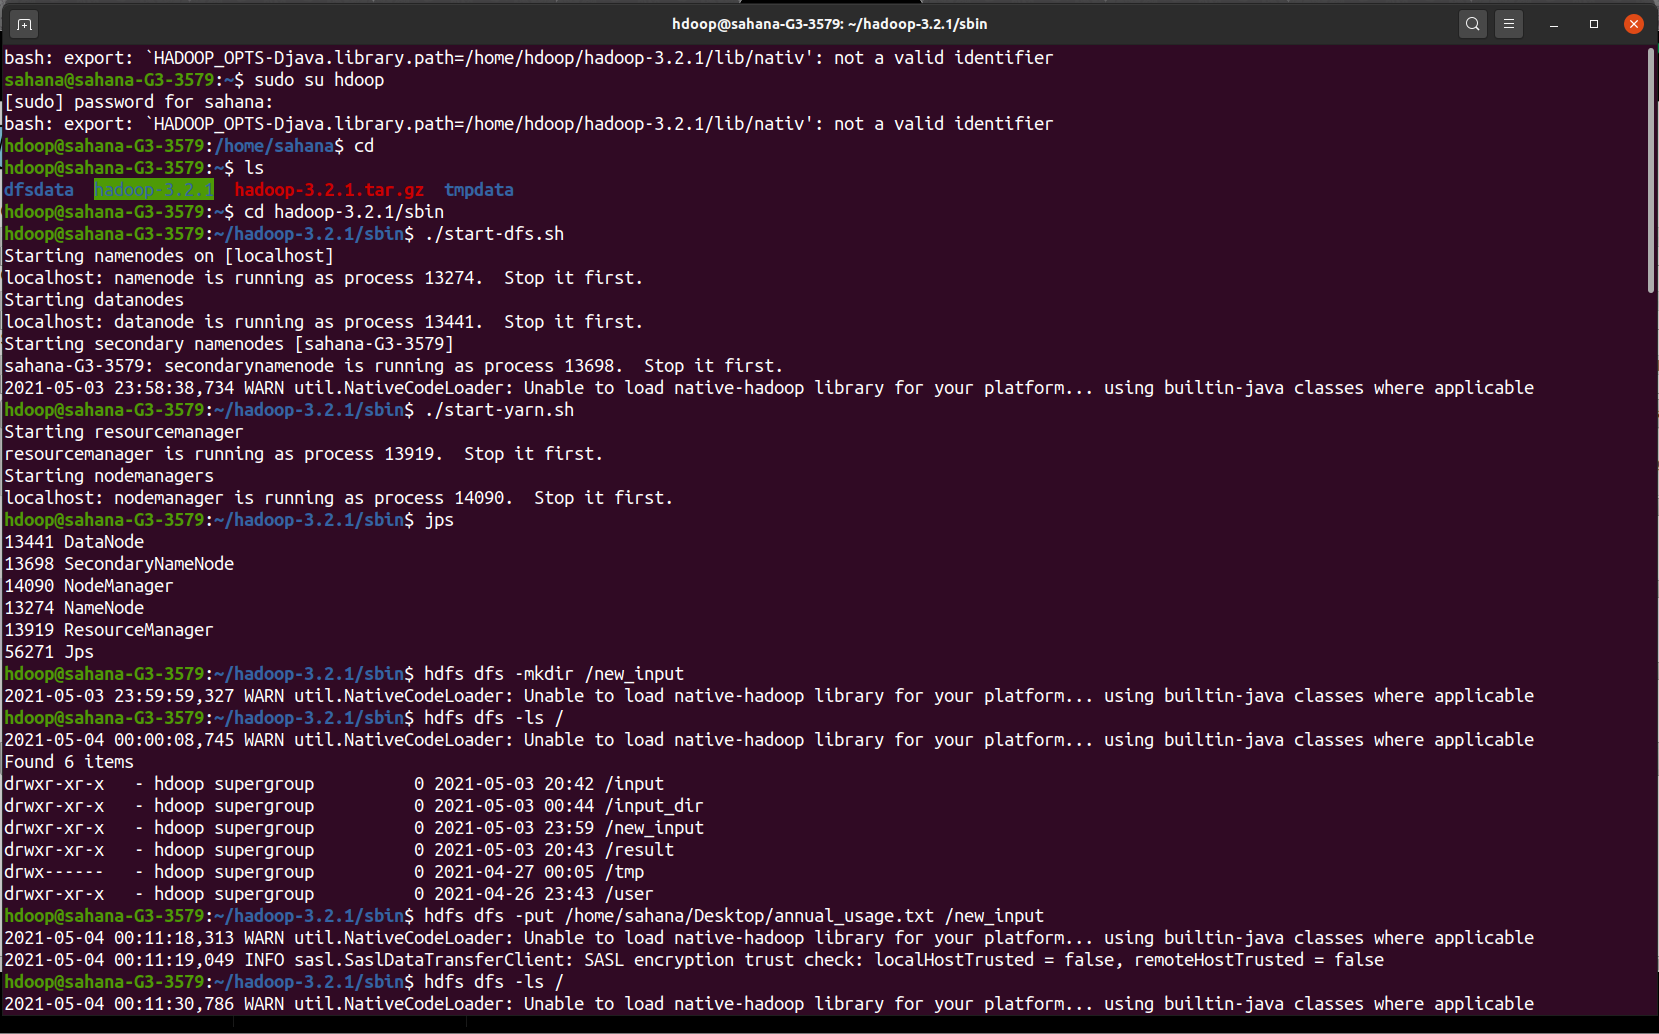 hdoop@sahana-G3-3579: ~/hadoop-3.2.1/sbin
bash: export: `HADOOP_OPTS-Djava.library.path=/home/hdoop/hadoop-3.2.1/lib/nativ': not a valid identifier
sahana@sahana-G3-3579:~$ sudo su hdoop
[sudo] password for sahana:
bash: export: `HADOOP_OPTS-Djava.library.path=/home/hdoop/hadoop-3.2.1/lib/nativ': not a valid identifier
hdoop@sahana-G3-3579:/home/sahana$ cd
hdoop@sahana-G3-3579:~$ ls
dfsdata  hadoop-3.2.1  hadoop-3.2.1.tar.gz  tmpdata
hdoop@sahana-G3-3579:~$ cd hadoop-3.2.1/sbin
hdoop@sahana-G3-3579:~/hadoop-3.2.1/sbin$ ./start-dfs.sh
Starting namenodes on [localhost]
localhost: namenode is running as process 13274.  Stop it first.
Starting datanodes
localhost: datanode is running as process 13441.  Stop it first.
Starting secondary namenodes [sahana-G3-3579]
sahana-G3-3579: secondarynamenode is running as process 13698.  Stop it first.
2021-05-03 23:58:38,734 WARN util.NativeCodeLoader: Unable to load native-hadoop library for your platform... using builtin-java classes where applicable
hdoop@sahana-G3-3579:~/hadoop-3.2.1/sbin$ ./start-yarn.sh
Starting resourcemanager
resourcemanager is running as process 13919.  Stop it first.
Starting nodemanagers
localhost: nodemanager is running as process 14090.  Stop it first.
hdoop@sahana-G3-3579:~/hadoop-3.2.1/sbin$ jps
13441 DataNode
13698 SecondaryNameNode
14090 NodeManager
13274 NameNode
13919 ResourceManager
56271 Jps
hdoop@sahana-G3-3579:~/hadoop-3.2.1/sbin$ hdfs dfs -mkdir /new_input
2021-05-03 23:59:59,327 WARN util.NativeCodeLoader: Unable to load native-hadoop library for your platform... using builtin-java classes where applicable
hdoop@sahana-G3-3579:~/hadoop-3.2.1/sbin$ hdfs dfs -ls /
2021-05-04 00:00:08,745 WARN util.NativeCodeLoader: Unable to load native-hadoop library for your platform... using builtin-java classes where applicable
Found 6 items
drwxr-xr-x   - hdoop supergroup          0 2021-05-03 20:42 /input
drwxr-xr-x   - hdoop supergroup          0 2021-05-03 00:44 /input_dir
drwxr-xr-x   - hdoop supergroup          0 2021-05-03 23:59 /new_input
drwxr-xr-x   - hdoop supergroup          0 2021-05-03 20:43 /result
drwx------   - hdoop supergroup          0 2021-04-27 00:05 /tmp
drwxr-xr-x   - hdoop supergroup          0 2021-04-26 23:43 /user
hdoop@sahana-G3-3579:~/hadoop-3.2.1/sbin$ hdfs dfs -put /home/sahana/Desktop/annual_usage.txt /new_input
2021-05-04 00:11:18,313 WARN util.NativeCodeLoader: Unable to load native-hadoop library for your platform... using builtin-java classes where applicable
2021-05-04 00:11:19,049 INFO sasl.SaslDataTransferClient: SASL encryption trust check: localHostTrusted = false, remoteHostTrusted = false
hdoop@sahana-G3-3579:~/hadoop-3.2.1/sbin$ hdfs dfs -ls /
2021-05-04 00:11:30,786 WARN util.NativeCodeLoader: Unable to load native-hadoop library for your platform... using builtin-java classes where applicable